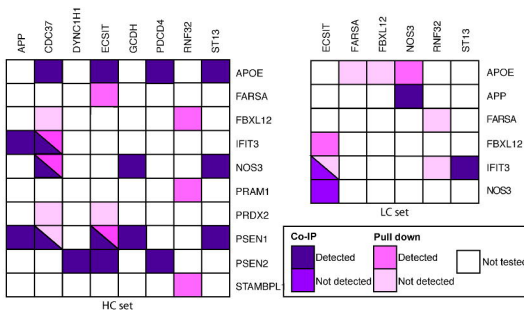 APP CDC37 DYNC1H1 ECSIT GCDH PDCD4 RNF32 ST13
APOE
FARSA
FBXL12
IFIT3
NOS3
PRAM1
PRDX2
PSEN1
PSEN2
STAMBPL1
HC set
ECSIT FARSA FBXL12 NOS3 RNF32 ST13
APOE
APP
FARSA
FBXL12
IFIT3
NOS3
LC set
Co-IP Pull down
Detected Detected Not tested
Not detected Not detected